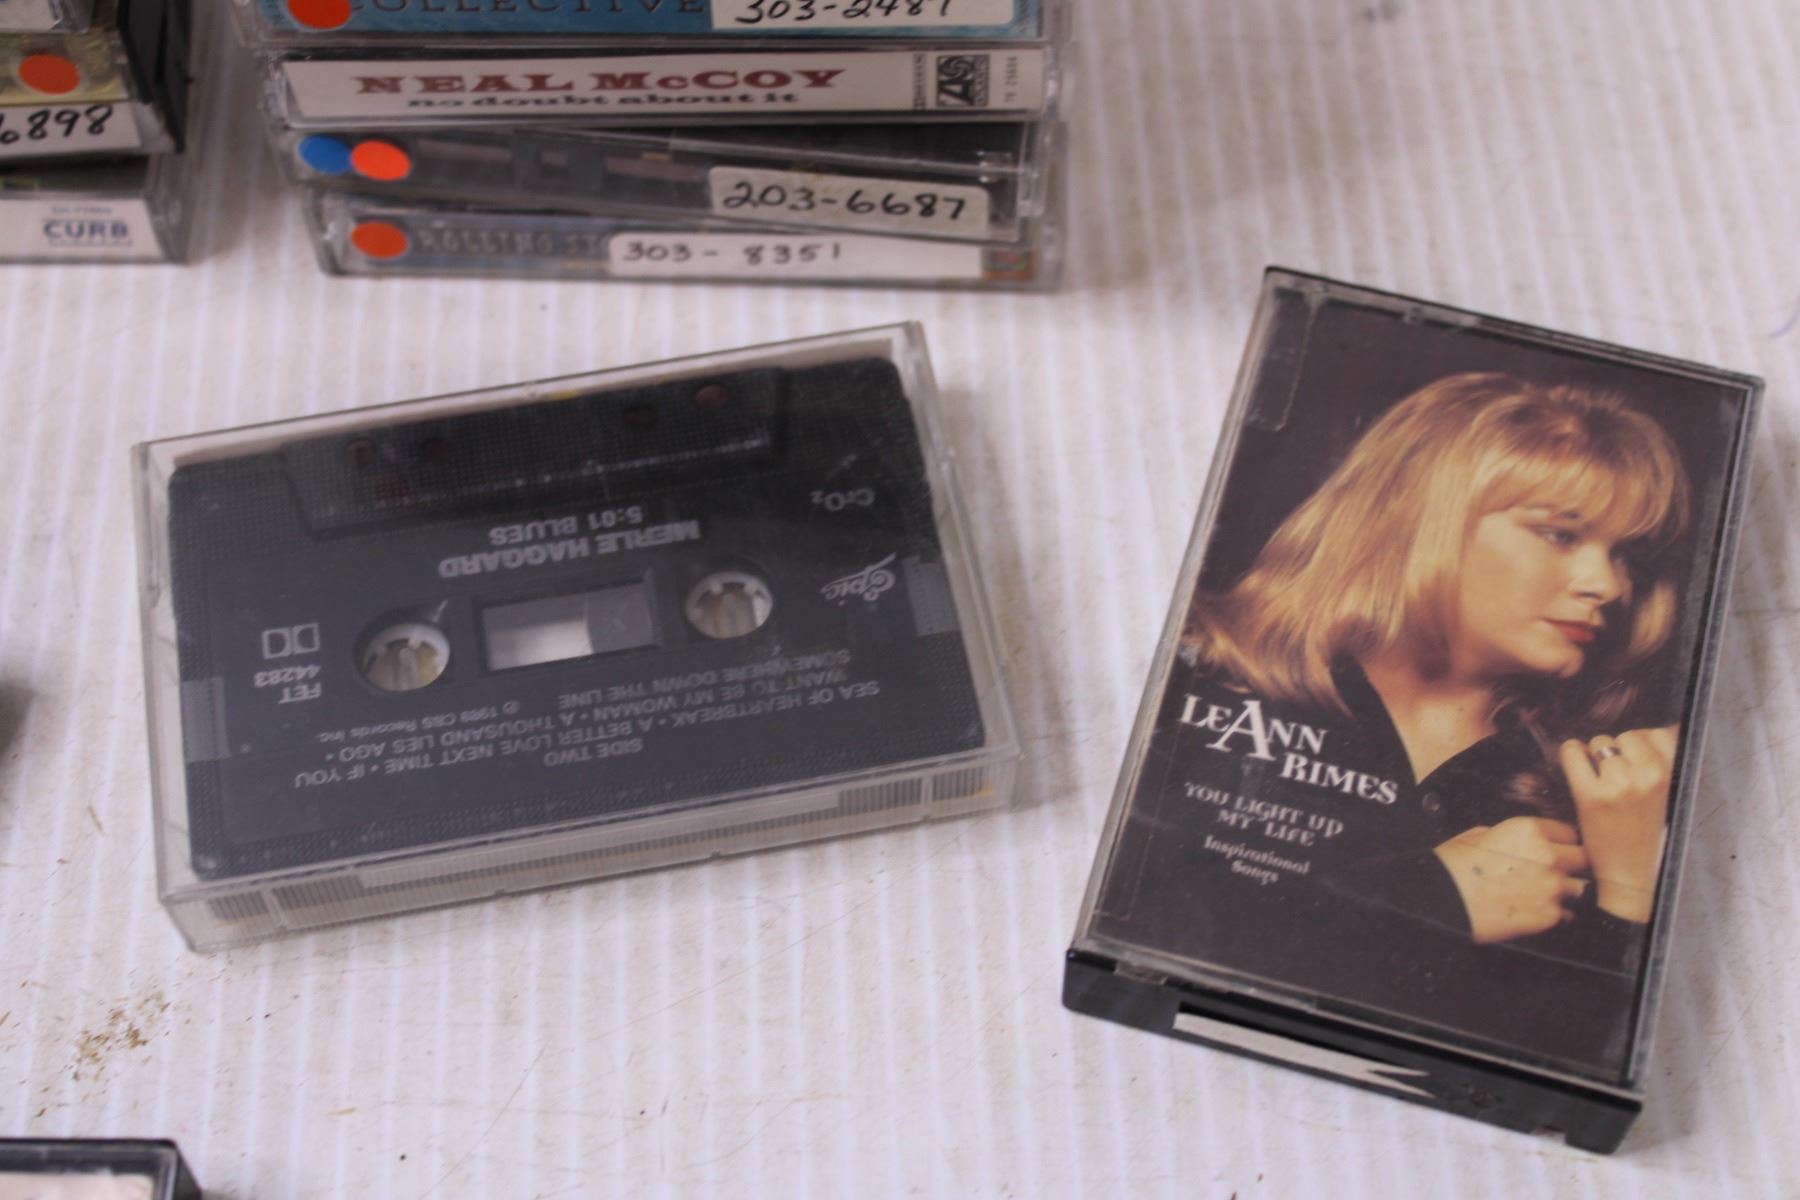 COLLECTIVE
303-2487
NEAL McCOY
no doubt about it
ATLANTIC
6898
203-6687
CURB
ROLLING ST
303-8351
MERLE HAGGARD
5:01 BLUES
CrO₂
Epic
FET
44283
SIDE TWO
SEA OF HEARTBREAK • A BETTER LOVE NEXT TIME • IF YOU
WANT TO BE MY WOMAN • A THOUSAND LIES AGO •
SOMEWHERE DOWN THE LINE
℗ 1989 CBS Records Inc.
LEANN
RIMES
YOU LIGHT UP
MY LIFE
Inspirational
Songs